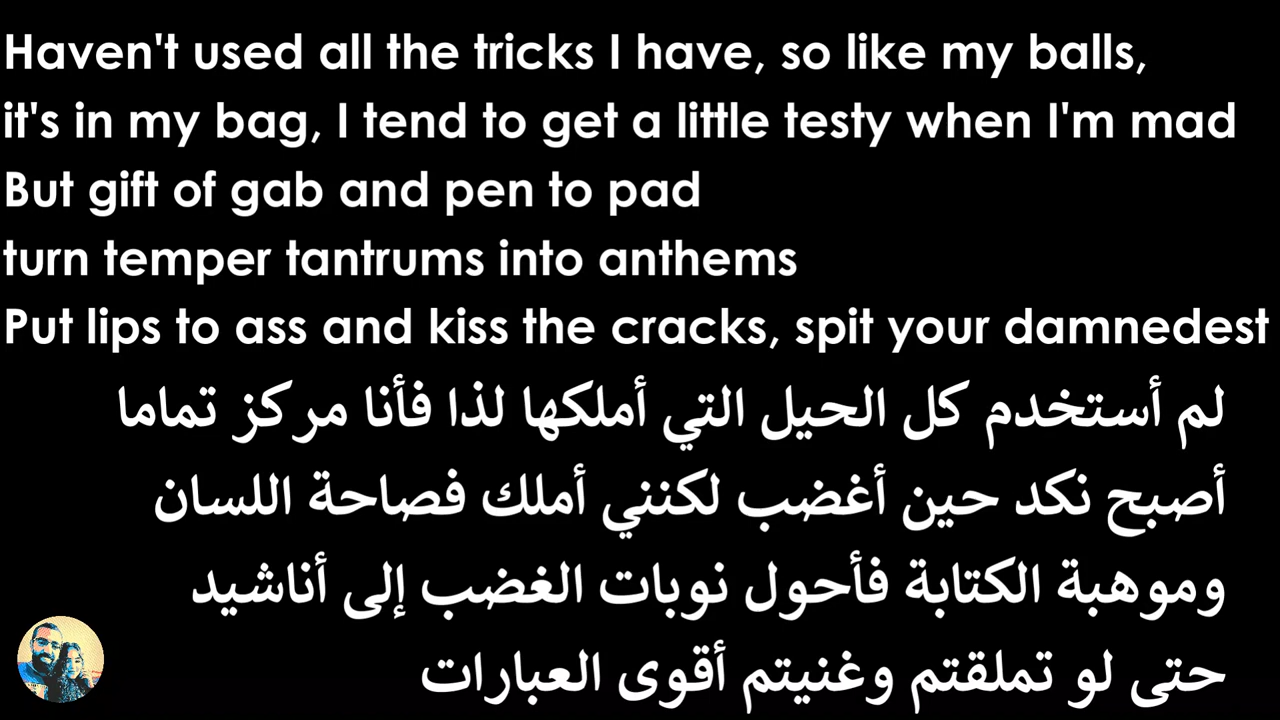 Haven't used all the tricks I have, so like my balls,
it's in my bag, I tend to get a little testy when I'm mad
But gift of gab and pen to pad
turn temper tantrums into anthems
Put lips to ass and kiss the cracks, spit your damnedest
لم أستخدم كل الحيل التي أملكها لذا فأنا مركز تماما
أصبح نكد حين أغضب لكنني أملك فصاحة اللسان
وموهبة الكتابة فأحول نوبات الغضب إلى أناشيد
حتى لو تملقتم وغنيتم أقوى العبارات